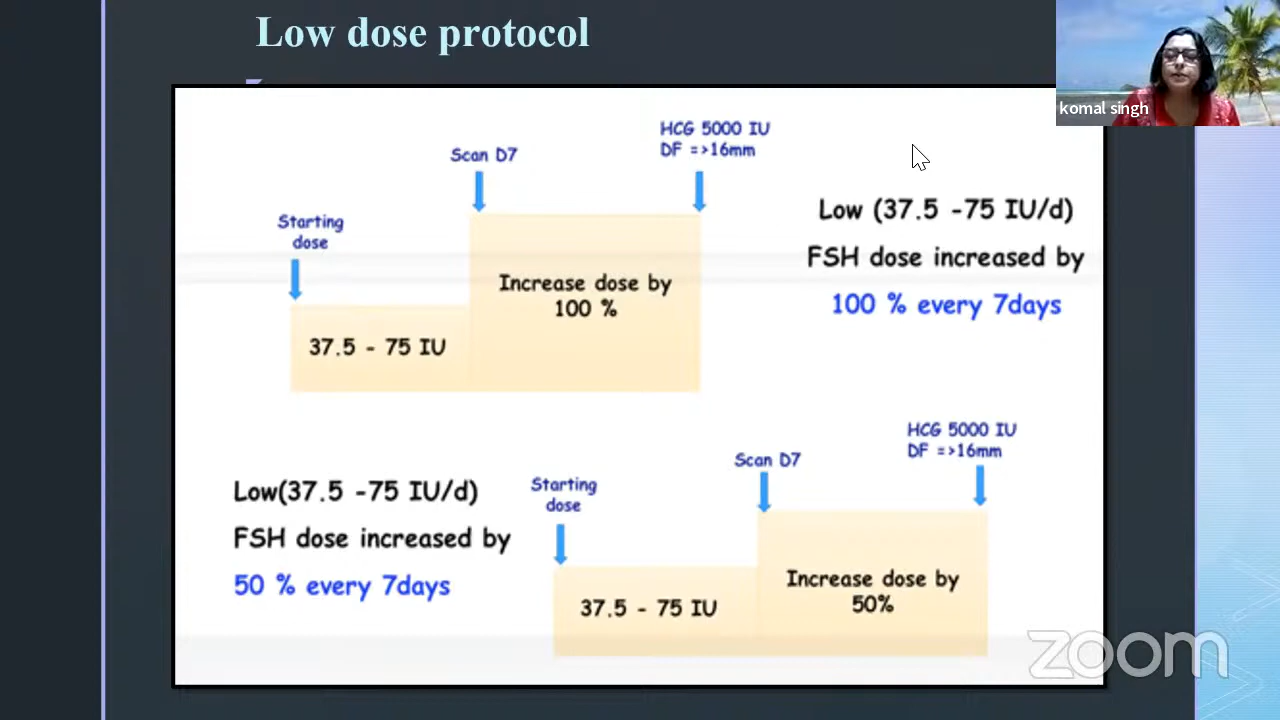 Low dose protocol
komal singh
HCG 5000 IU
DF =>16mm
Scan D7
Starting
dose
Increase dose by
100 %
37.5 - 75 IU
Low (37.5 -75 IU/d)
FSH dose increased by
100 % every 7days
Low(37.5 -75 IU/d)
FSH dose increased by
50 % every 7days
HCG 5000 IU
DF =>16mm
Scan D7
Starting
dose
Increase dose by
50%
37.5 - 75 IU
zoom